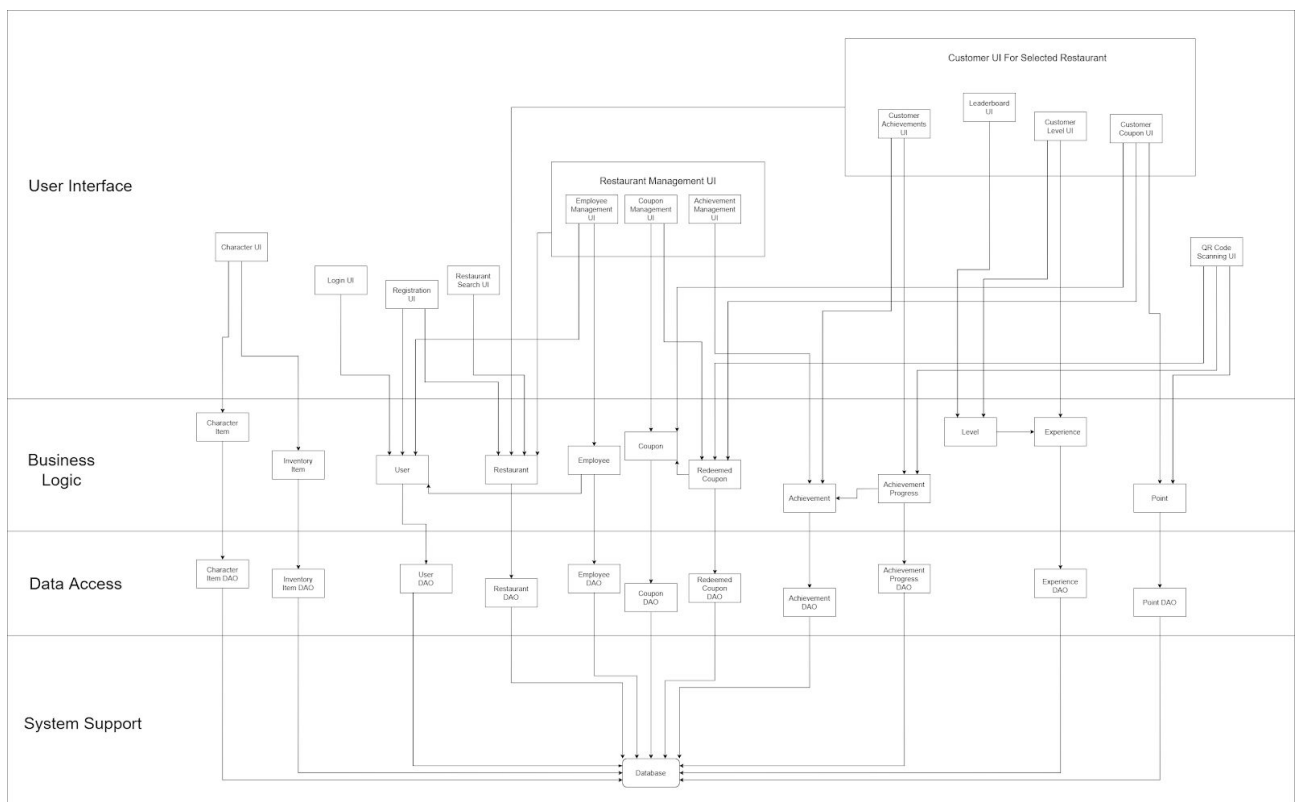 Customer UI For Selected Restaurant
Leaderboard
UI
Customer
Achievements
UI
Customer
Level UI
Customer
Coupon UI
User Interface
Restaurant Management UI
Employee
Management
UI
Coupon
Management
UI
Achievement
Management
UI
Character UI
QR Code
Scanning UI
Login UI
Registration
UI
Restaurant
Search UI
Business
Logic
Character
Item
Inventory
Item
User
Restaurant
Employee
Coupon
Redeemed
Coupon
Achievement
Achievement
Progress
Level
Experience
Point
Data Access
Character
Item DAO
Inventory
Item DAO
User
DAO
Restaurant
DAO
Employee
DAO
Coupon
DAO
Redeemed
Coupon
DAO
Achievement
DAO
Achievement
Progress
DAO
Experience
DAO
Point DAO
System Support
Database